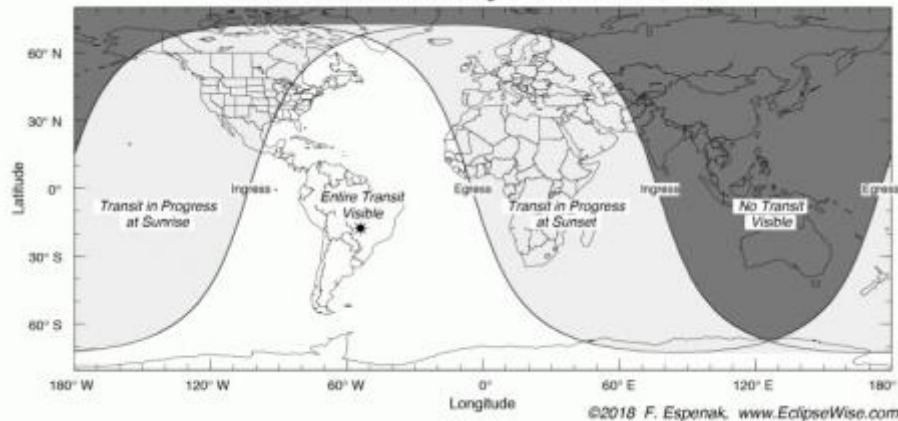 60° N
30° N
0°
30° S
60° S
Latitude
Ingress
Egress
Ingress
Egress
Transit in Progress
at Sunrise
Entire Transit
Visible
Transit in Progress
at Sunset
No Transit
Visible
180° W
120° W
60° W
0°
60° E
120° E
180°
Longitude
©2018 F. Espenak, www.EclipseWise.com